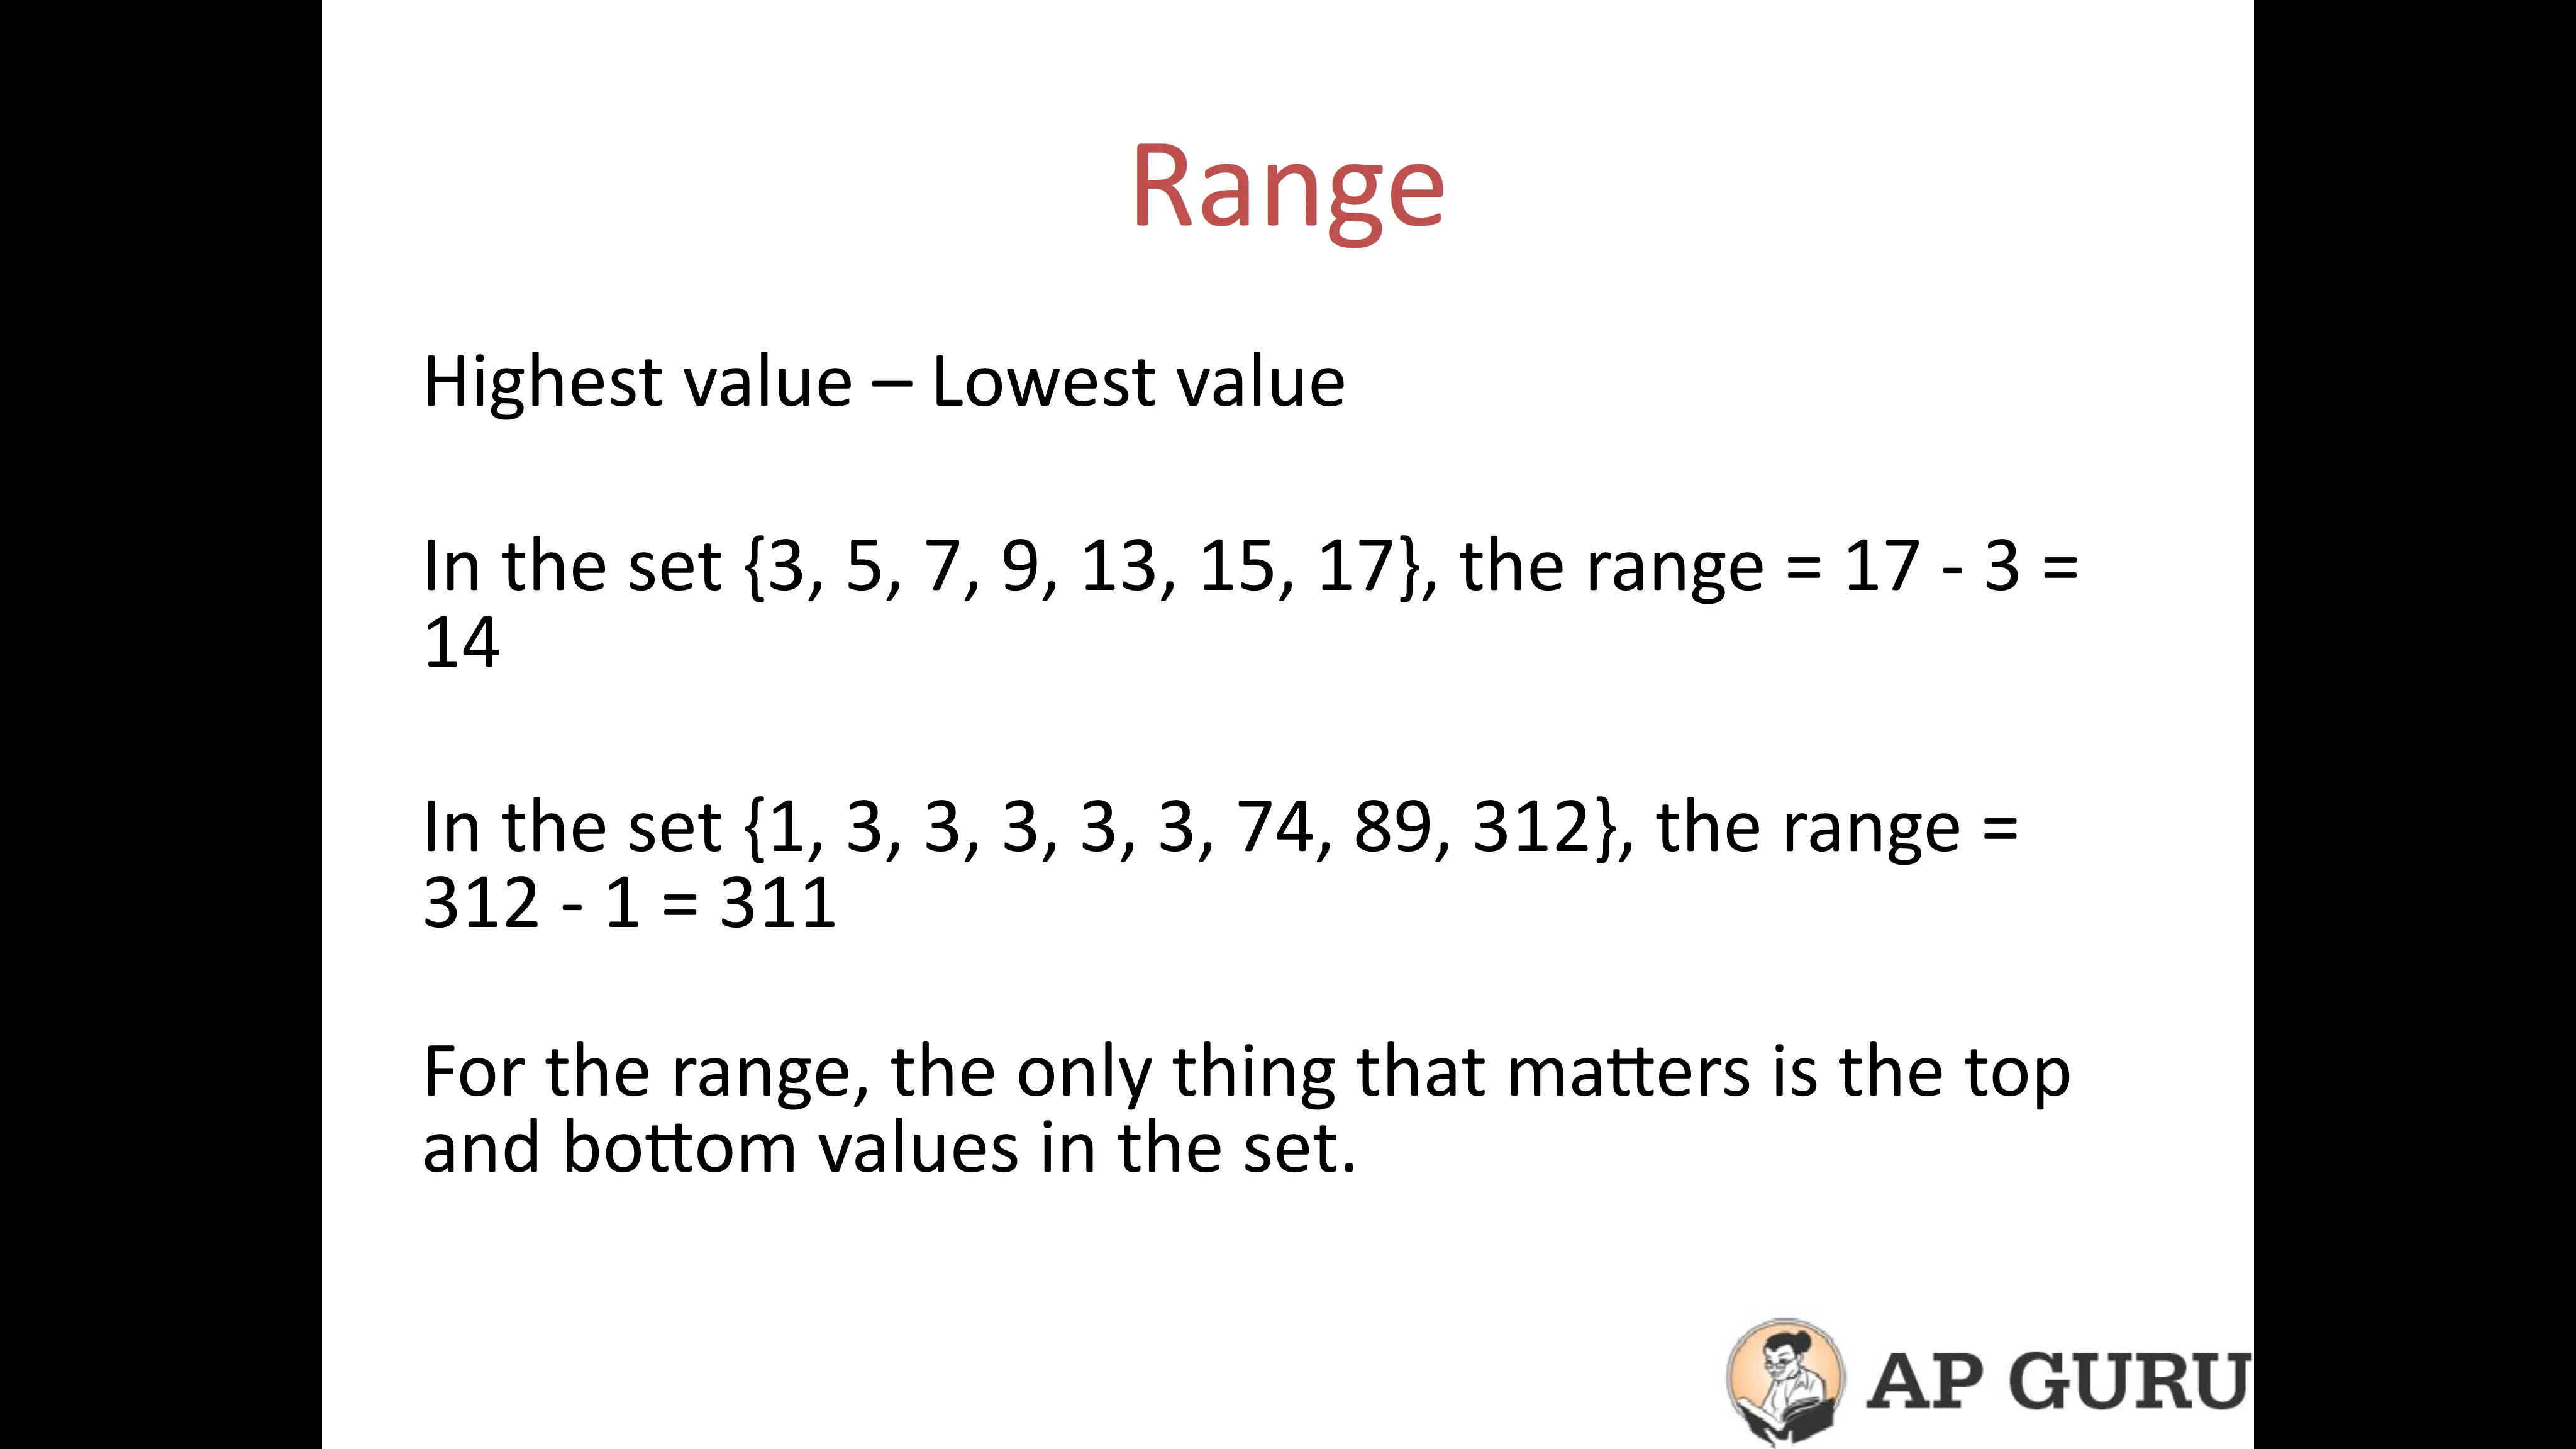 Range
Highest value – Lowest value
In the set {3, 5, 7, 9, 13, 15, 17}, the range = 17 - 3 =
14
In the set {1, 3, 3, 3, 3, 3, 74, 89, 312}, the range =
312 - 1 = 311
For the range, the only thing that matters is the top
and bottom values in the set.
AP GURU